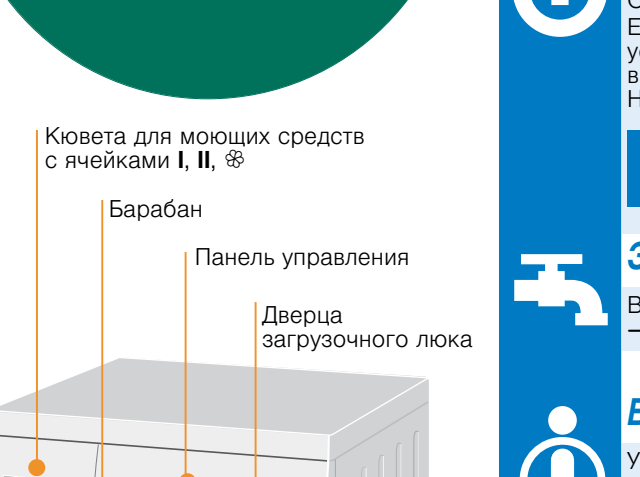 Кювета для моющих средств
с ячейками I, II, ❀
Барабан
Панель управления
Дверца
загрузочного люка